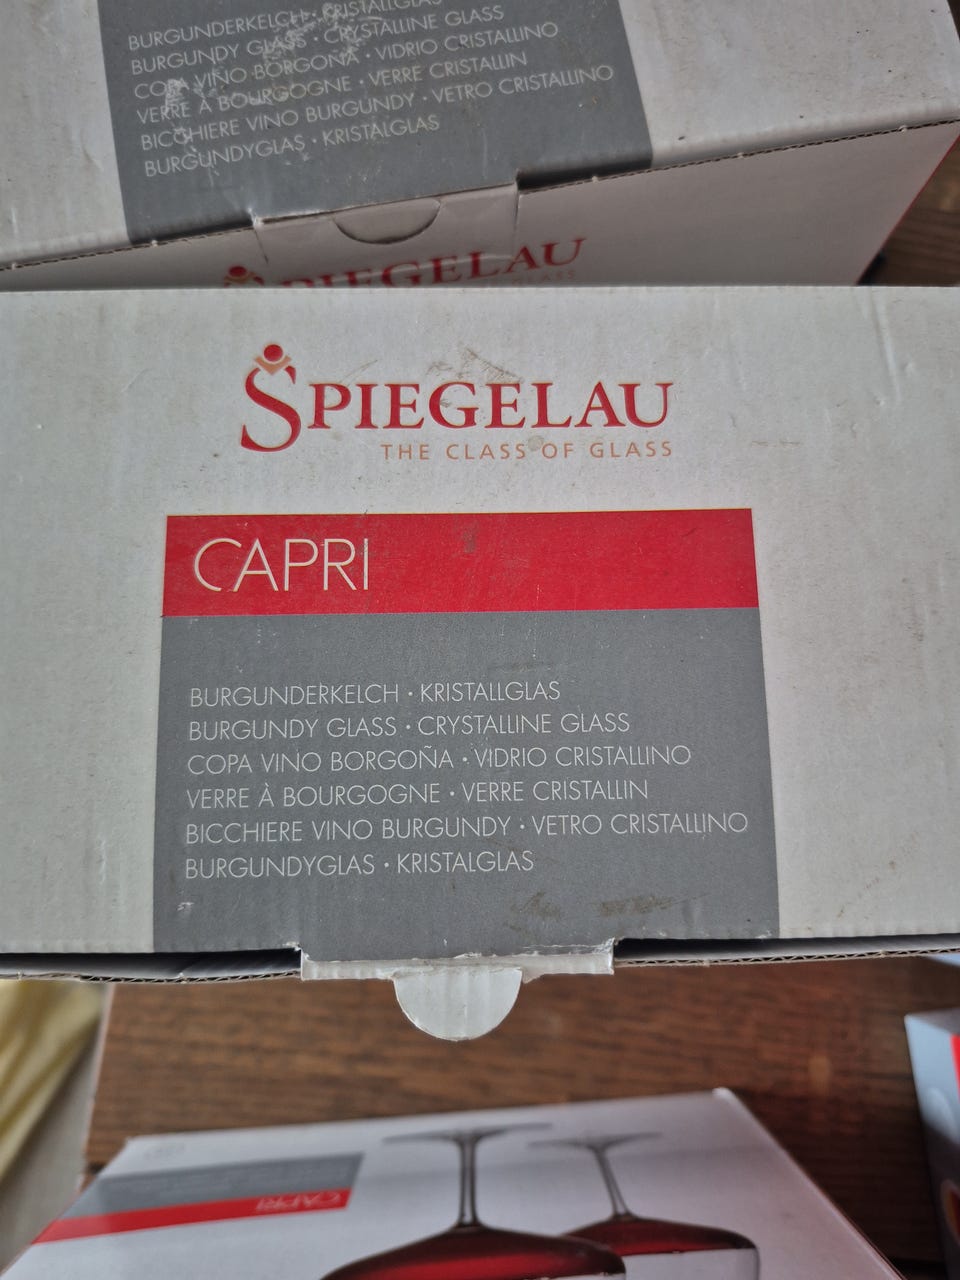 BURGUNDERKELCH · KRISTALLGLAS
BURGUNDY GLASS · CRYSTALLINE GLASS
COPA VINO BORGOÑA · VIDRIO CRISTALLINO
VERRE À BOURGOGNE · VERRE CRISTALLIN
BICCHIERE VINO BURGUNDY · VETRO CRISTALLINO
BURGUNDYGLAS · KRISTALGLAS
SPIEGELAU
SPIEGELAU
THE CLASS OF GLASS
CAPRI
BURGUNDERKELCH · KRISTALLGLAS
BURGUNDY GLASS · CRYSTALLINE GLASS
COPA VINO BORGOÑA · VIDRIO CRISTALLINO
VERRE À BOURGOGNE · VERRE CRISTALLIN
BICCHIERE VINO BURGUNDY · VETRO CRISTALLINO
BURGUNDYGLAS · KRISTALGLAS
CAPRI